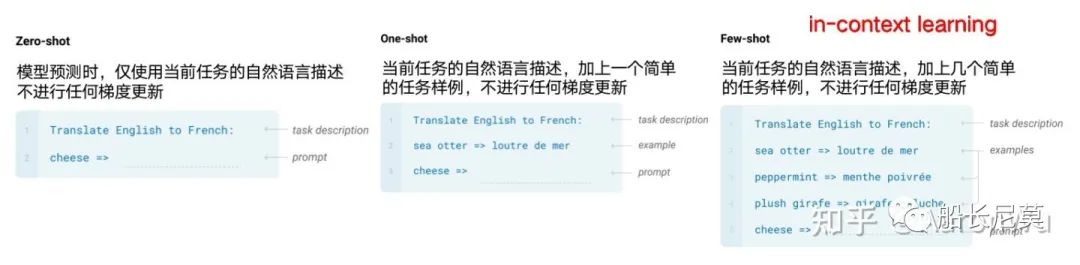 in-context learning
Zero-shot
模型预测时，仅使用当前任务的自然语言描述
不进行任何梯度更新
1 Translate English to French: task description
2 cheese => prompt
One-shot
当前任务的自然语言描述，加上一个简单
的任务样例，不进行任何梯度更新
1 Translate English to French: task description
2 sea otter => loutre de mer example
3 cheese => prompt
Few-shot
当前任务的自然语言描述，加上几个简单
的任务样例，不进行任何梯度更新
1 Translate English to French: task description
2 sea otter => loutre de mer examples
3 peppermint => menthe poivrée
4 plush girafe => girafe peluche
5 cheese => prompt
知乎
船长尼莫